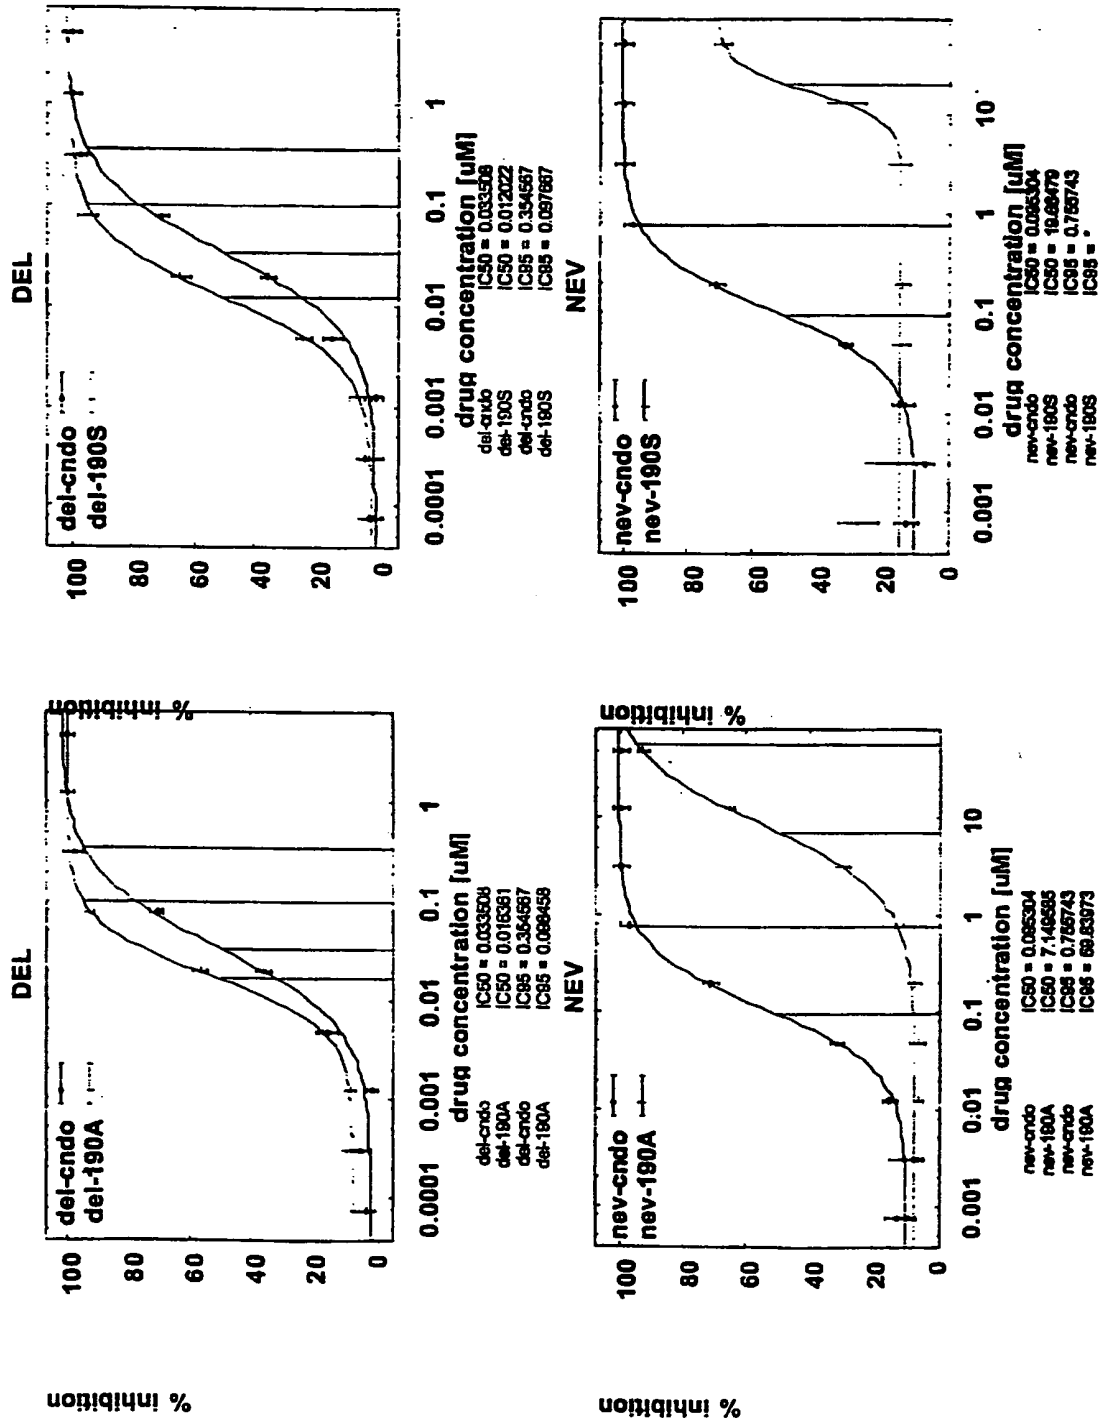 DEL
% inhibition
100
80
60
40
20
0
del-cndo
del-190A
0.0001 0.001 0.01 0.1 1
drug concentration [uM]
del-cndo IC50 = 0.033508
del-190A IC50 = 0.016361
del-cndo IC95 = 0.354567
del-190A IC95 = 0.098458
DEL
% inhibition
100
80
60
40
20
0
del-cndo
del-190S
0.0001 0.001 0.01 0.1 1
drug concentration [uM]
del-cndo IC50 = 0.033508
del-190S IC50 = 0.012022
del-cndo IC95 = 0.354567
del-190S IC95 = 0.097667
NEV
% inhibition
100
80
60
40
20
0
nev-cndo
nev-190A
0.001 0.01 0.1 1 10
drug concentration [uM]
nev-cndo IC50 = 0.095304
nev-190A IC50 = 7.149585
nev-cndo IC95 = 0.755743
nev-190A IC95 = 69.83973
NEV
% inhibition
100
80
60
40
20
0
nev-cndo
nev-190S
0.001 0.01 0.1 1 10
drug concentration [uM]
nev-cndo IC50 = 0.095304
nev-190S IC50 = 19.68479
nev-cndo IC95 = 0.755743
nev-190S IC95 = *